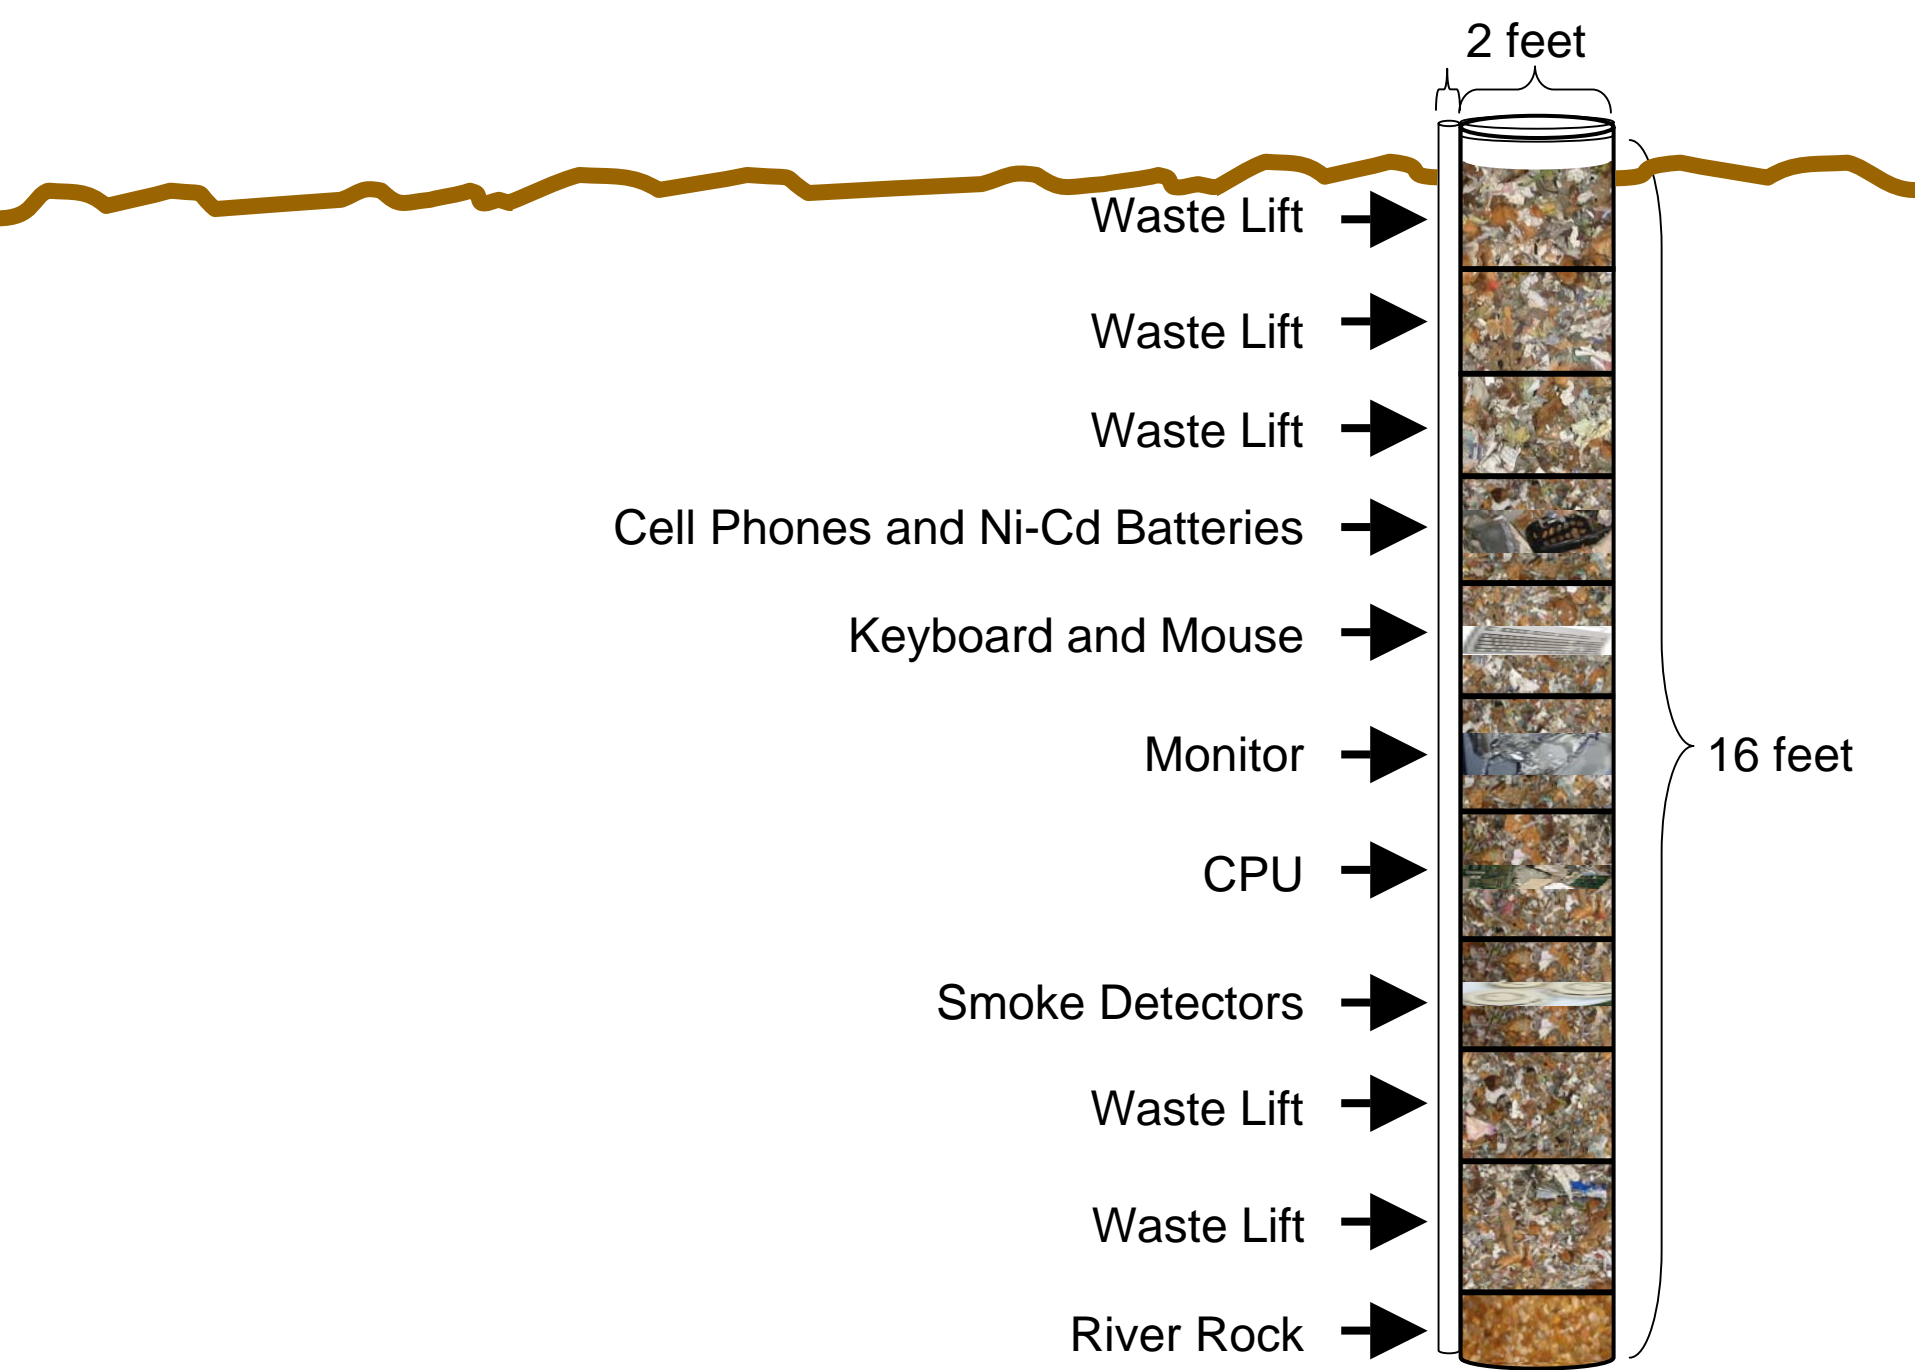 2 feet
Waste Lift
Waste Lift
Waste Lift
Cell Phones and Ni-Cd Batteries
Keyboard and Mouse
Monitor
16 feet
CPU
Smoke Detectors
Waste Lift
Waste Lift
River Rock